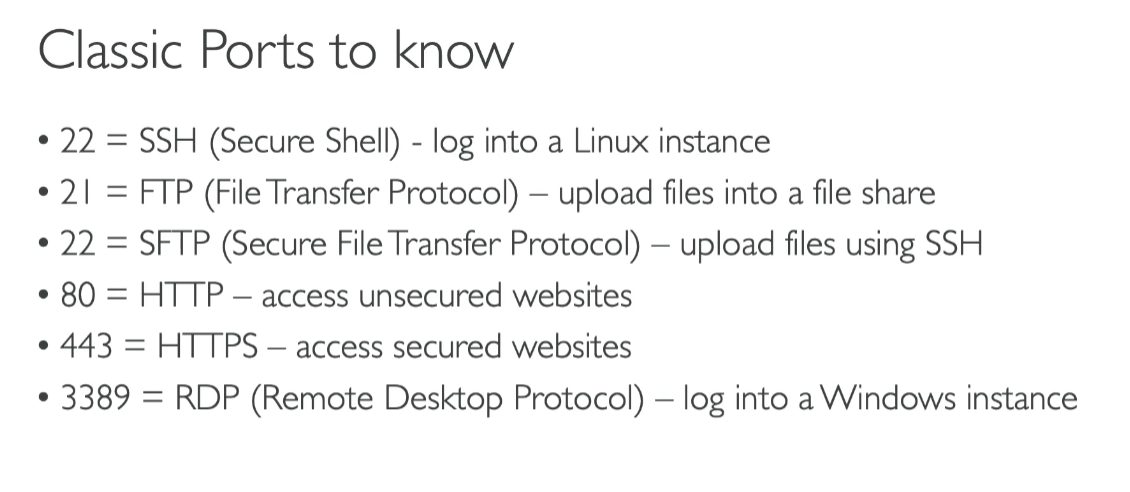 Classic Ports to know
• 22 = SSH (Secure Shell) - log into a Linux instance
• 21 = FTP (File Transfer Protocol) – upload files into a file share
• 22 = SFTP (Secure File Transfer Protocol) – upload files using SSH
• 80 = HTTP – access unsecured websites
• 443 = HTTPS – access secured websites
• 3389 = RDP (Remote Desktop Protocol) – log into a Windows instance